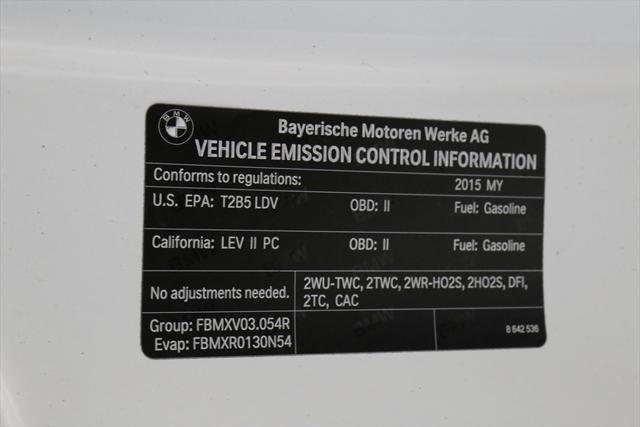 BMW
Bayerische Motoren Werke AG
VEHICLE EMISSION CONTROL INFORMATION
Conforms to regulations: 2015 MY
U.S. EPA: T2B5 LDV OBD: II Fuel: Gasoline
California: LEV II PC OBD: II Fuel: Gasoline
No adjustments needed. 2WU-TWC, 2TWC, 2WR-HO2S, 2HO2S, DFI,
2TC, CAC
Group: FBMXV03.054R
Evap: FBMXR0130N54 8 642 536